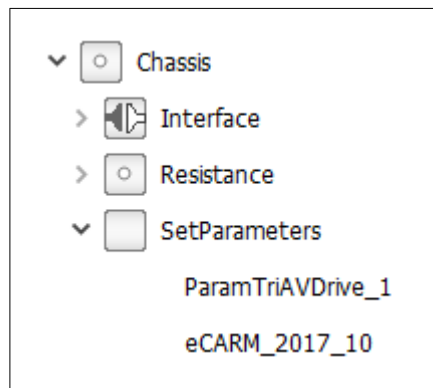 Chassis
Interface
Resistance
SetParameters
ParamTriAVDrive_1
eCARM_2017_10